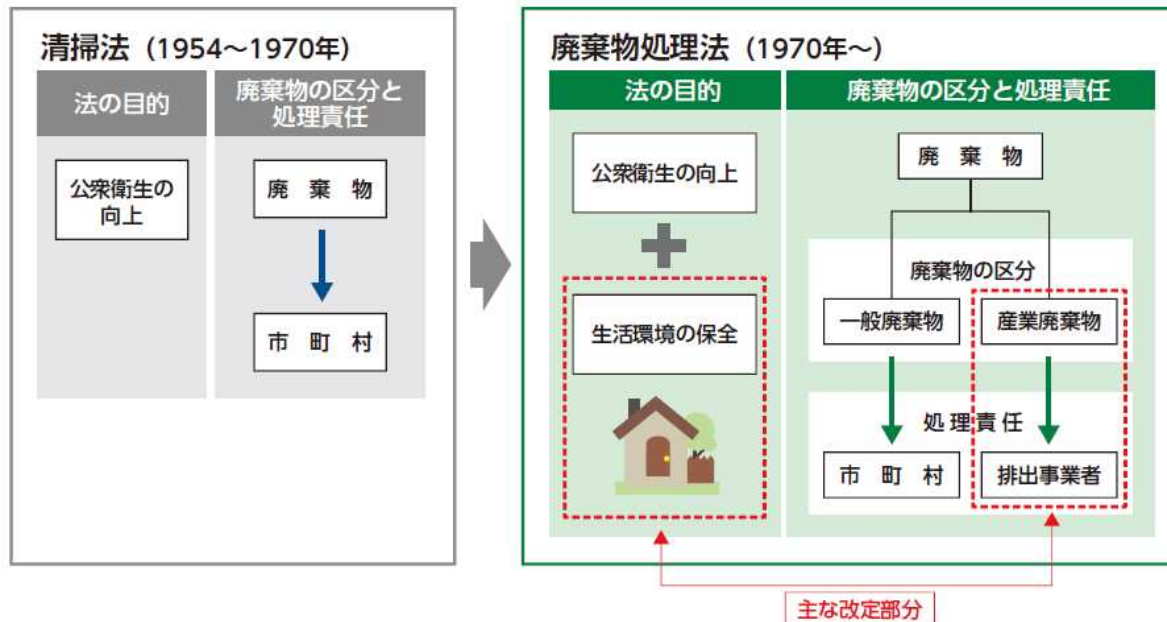 清掃法(1954〜1970年)
法の目的
廃棄物の区分と
処理責任
公衆衛生の
向上
廃 棄 物
市 町 村
廃棄物処理法(1970年〜)
法の目的
廃棄物の区分と処理責任
公衆衛生の向上
生活環境の保全
廃 棄 物
廃棄物の区分
一般廃棄物
産業廃棄物
処 理 責 任
市 町 村
排出事業者
主な改定部分